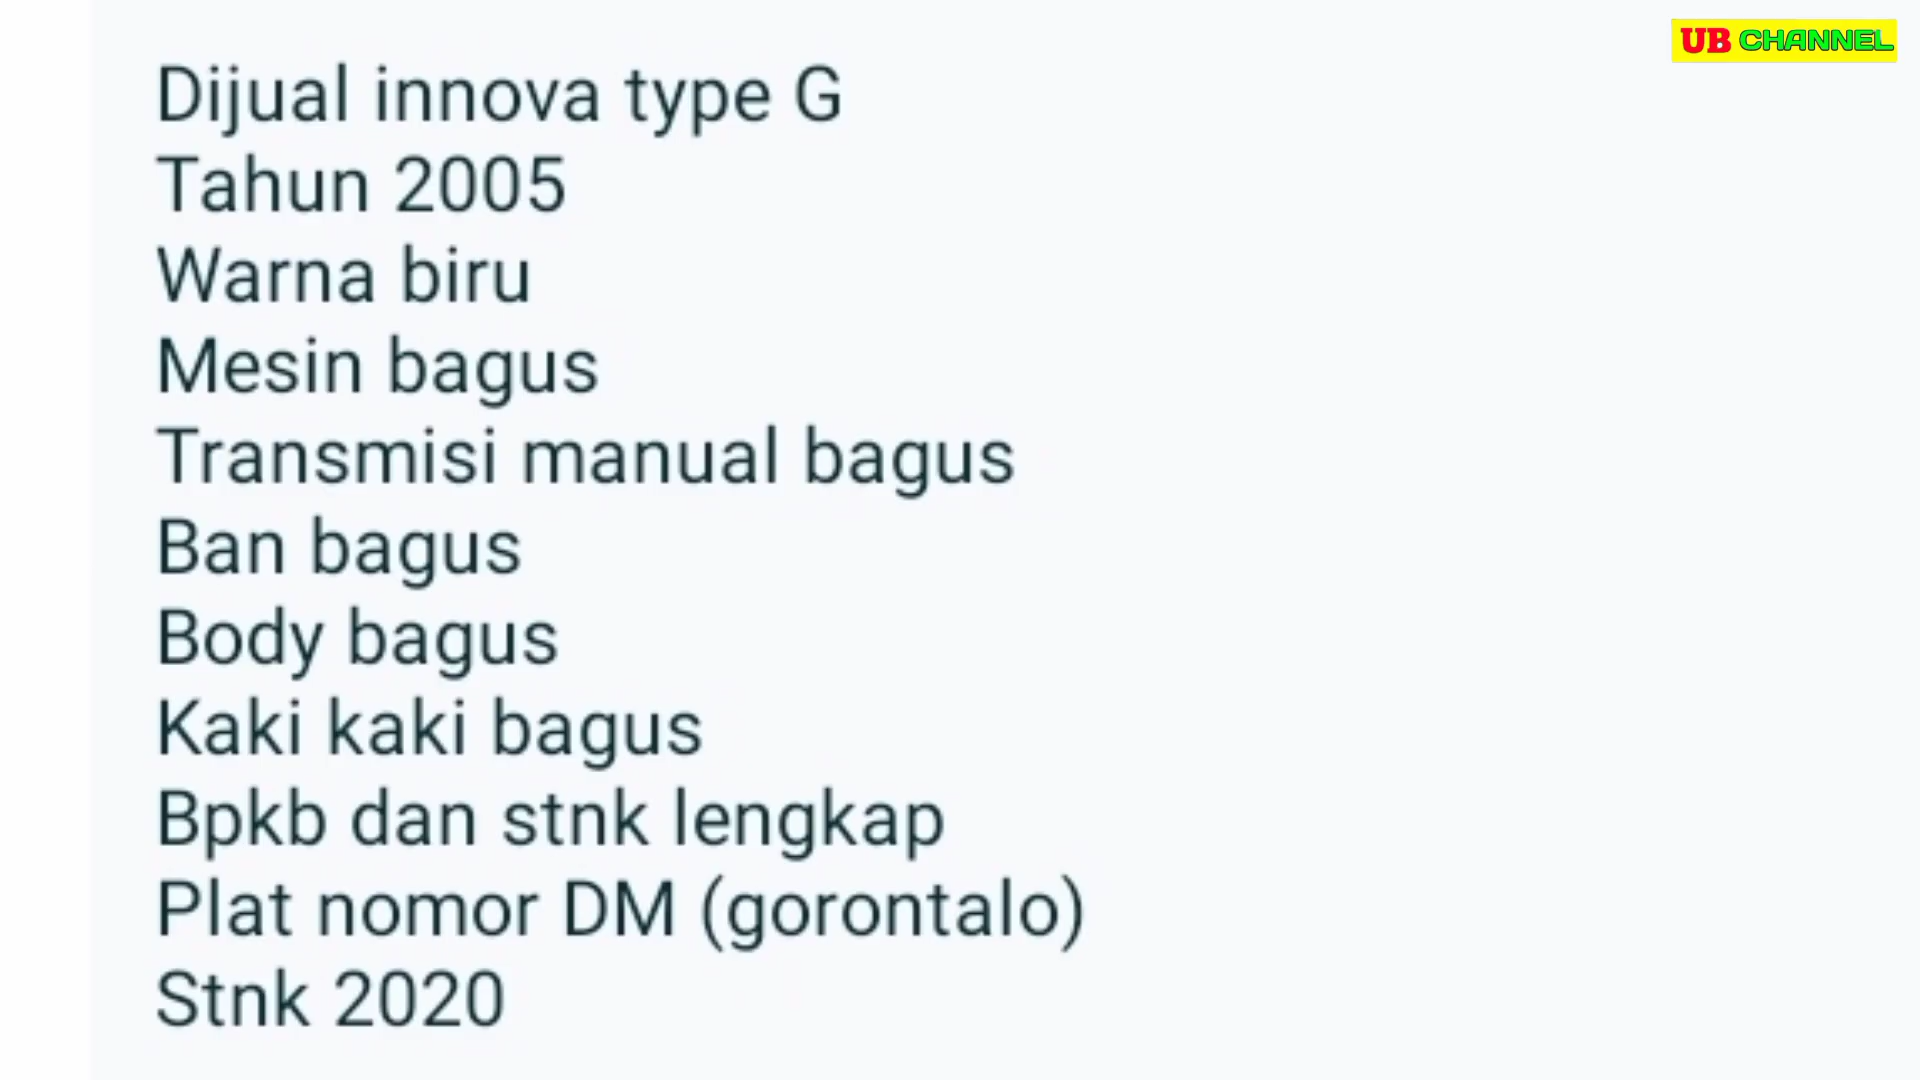 UB CHANNEL
Dijual innova type G
Tahun 2005
Warna biru
Mesin bagus
Transmisi manual bagus
Ban bagus
Body bagus
Kaki kaki bagus
Bpkb dan stnk lengkap
Plat nomor DM (gorontalo)
Stnk 2020